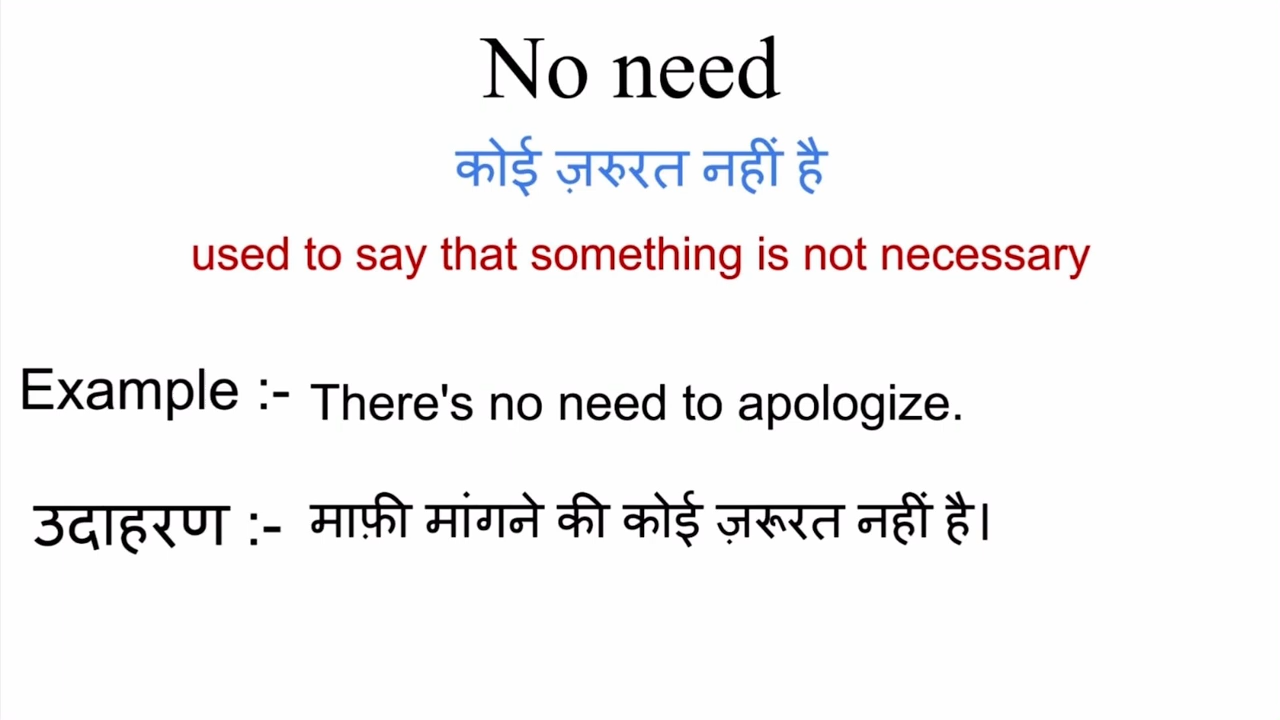 No need
कोई ज़रुरत नहीं है
used to say that something is not necessary
Example :- There's no need to apologize.
उदाहरण :- माफ़ी मांगने की कोई ज़रूरत नहीं है।